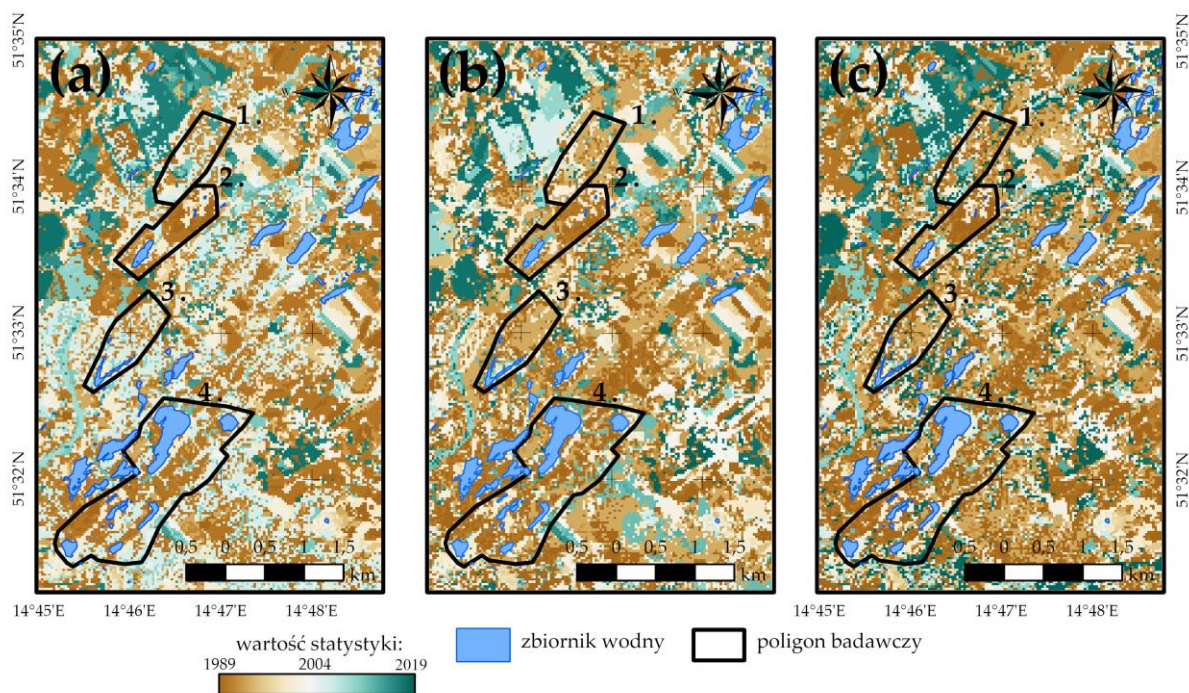 51°35'N
51°34'N
51°33'N
51°32'N
(a)
W
1.
2.
3.
4.
0,5 0 0,5 1 1,5
km
14°45'E 14°46'E 14°47'E 14°48'E
(b)
W
1.
2.
3.
4.
0,5 0 0,5 1 1,5
km
(c)
W
1.
2.
3.
4.
0,5 0 0,5 1 1,5
km
14°45'E 14°46'E 14°47'E 14°48'E
51°35'N
51°34'N
51°33'N
51°32'N
wartość statystyki:
1989 2004 2019
zbiornik wodny
poligon badawczy